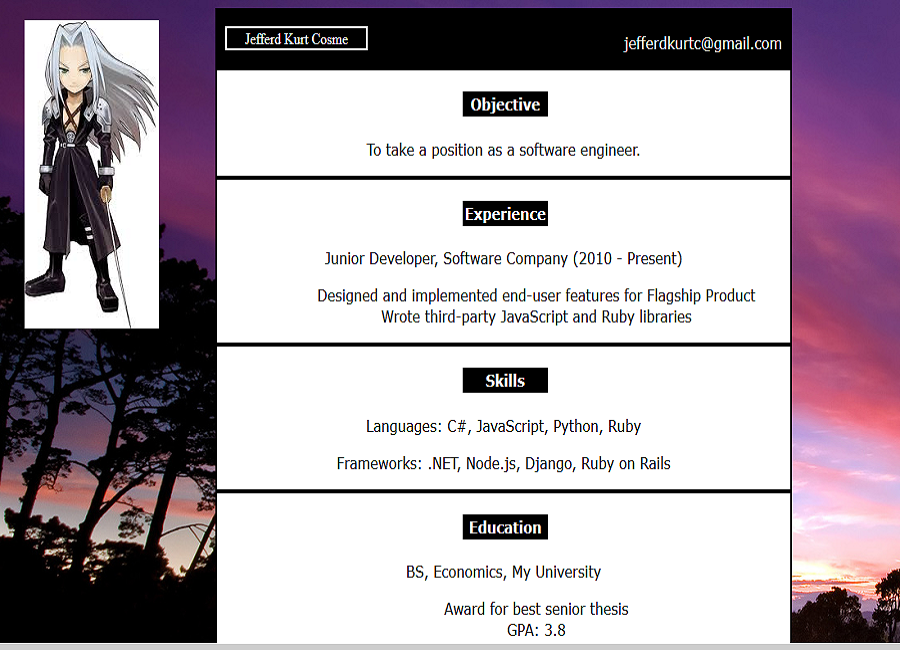 Jefferd Kurt Cosme
jefferdkurtc@gmail.com
Objective
To take a position as a software engineer.
Experience
Junior Developer, Software Company (2010 - Present)
Designed and implemented end-user features for Flagship Product
Wrote third-party JavaScript and Ruby libraries
Skills
Languages: C#, JavaScript, Python, Ruby
Frameworks: .NET, Node.js, Django, Ruby on Rails
Education
BS, Economics, My University
Award for best senior thesis
GPA: 3.8